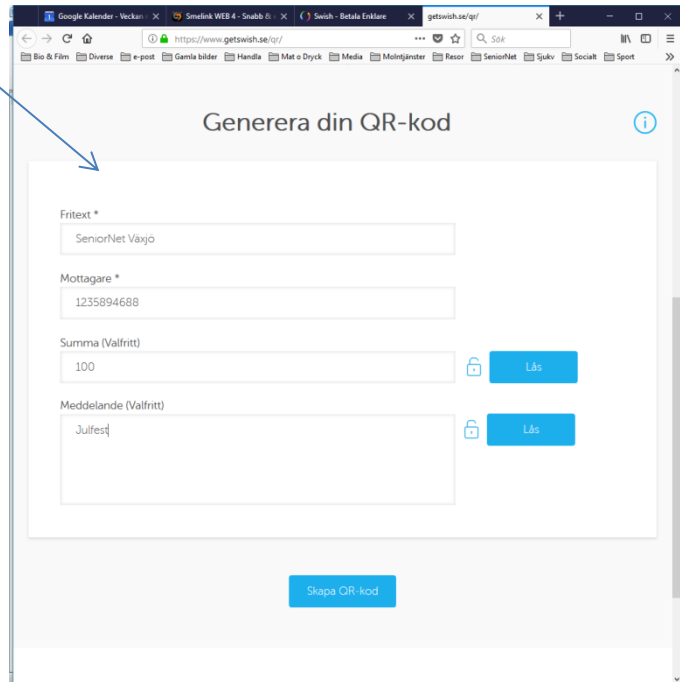 Google Kalender - Veckan
Smelink WEB 4 - Snabb &
Swish - Betala Enklare
getswish.se/qr/
https://www.getswish.se/qr/
Sök
Bio & Film
Diverse
e-post
Gamla bilder
Handla
Mat o Dryck
Media
Molntjänster
Resor
SeniorNet
Sjukv
Socialt
Sport
Generera din QR-kod
Fritext *
SeniorNet Växjö
Mottagare *
1235894688
Summa (Valfritt)
100
Lås
Meddelande (Valfritt)
Julfest
Lås
Skapa QR-kod